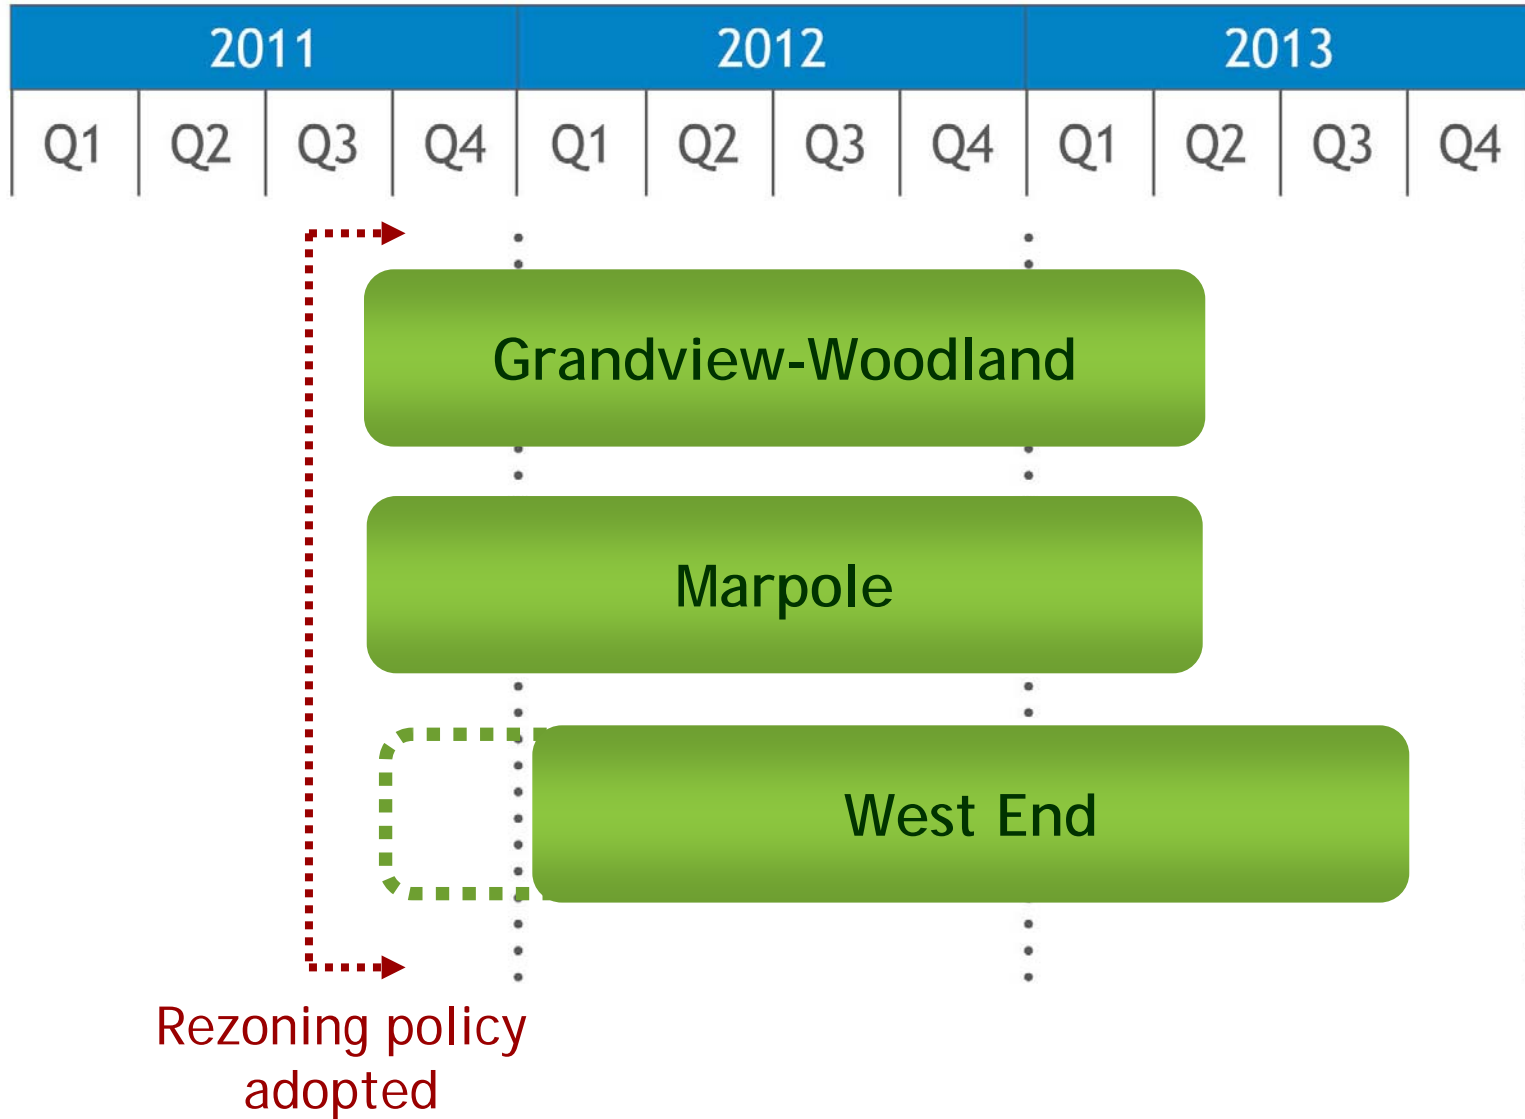 2011 2012 2013
Q1 Q2 Q3 Q4 Q1 Q2 Q3 Q4 Q1 Q2 Q3 Q4
Grandview-Woodland
Marpole
West End
Rezoning policy
adopted